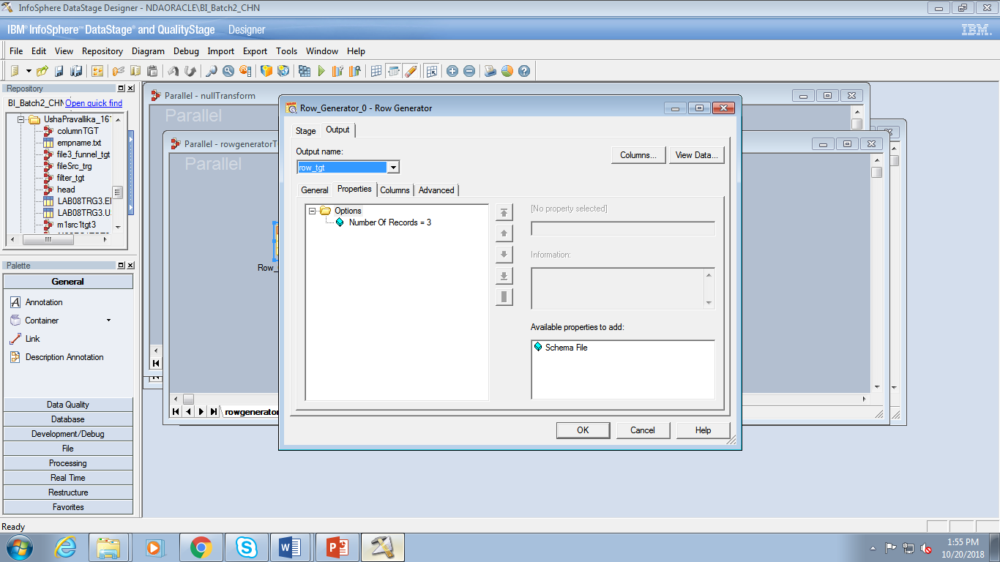 InfoSphere DataStage Designer - NDAORACLE\BI_Batch2_CHN
IBM InfoSphere DataStage and QualityStage Designer
IBM.
File Edit View Repository Diagram Debug Import Export Tools Window Help
Repository
BI_Batch2_CHN Open quick find
UshaPravallika_16
columnTGT
empname.txt
file3_funnel_tgt
fileSrc_trg
filter_tgt
head
LAB08TRG3.E
LAB08TRG3.U
m1src1tgt3
Palette
General
Annotation
Container
Link
Description Annotation
Data Quality
Database
Development/Debug
File
Processing
Real Time
Restructure
Favorites
Parallel - nullTransform
Parallel
Parallel - rowgeneratorT
Parallel
Row_
rowgenerator
Row_Generator_0 - Row Generator
Stage Output
Output name:
row_tgt
Columns... View Data...
General Properties Columns Advanced
Options
Number Of Records = 3
[No property selected]
Information:
Available properties to add:
Schema File
OK Cancel Help
Ready
1:55 PM
10/20/2018